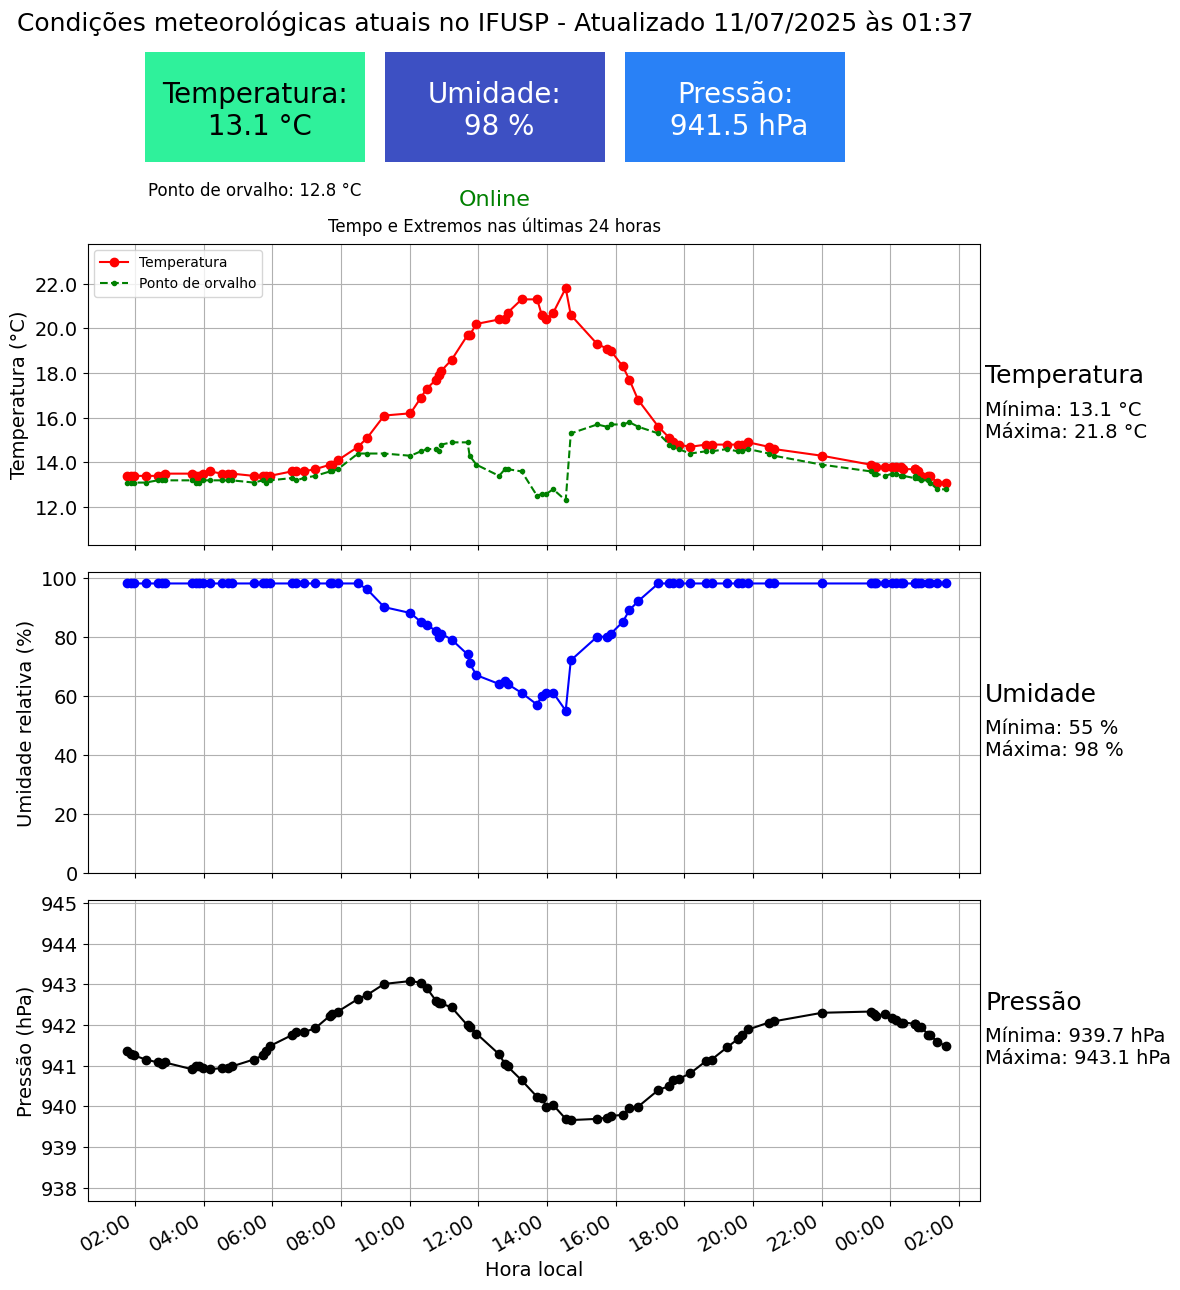 Condições meteorológicas atuais no IFUSP - Atualizado 11/07/2025 às 01:37
Temperatura:
13.1 °C
Umidade:
98 %
Pressão:
941.5 hPa
Ponto de orvalho: 12.8 °C
Online
Tempo e Extremos nas últimas 24 horas
Temperatura
Ponto de orvalho
Temperatura (°C)
22.0
20.0
18.0
16.0
14.0
12.0
Temperatura
Mínima: 13.1 °C
Máxima: 21.8 °C
Umidade relativa (%)
100
80
60
40
20
0
Umidade
Mínima: 55 %
Máxima: 98 %
Pressão (hPa)
945
944
943
942
941
940
939
938
Pressão
Mínima: 939.7 hPa
Máxima: 943.1 hPa
02:00 04:00 06:00 08:00 10:00 12:00 14:00 16:00 18:00 20:00 22:00 00:00 02:00
Hora local